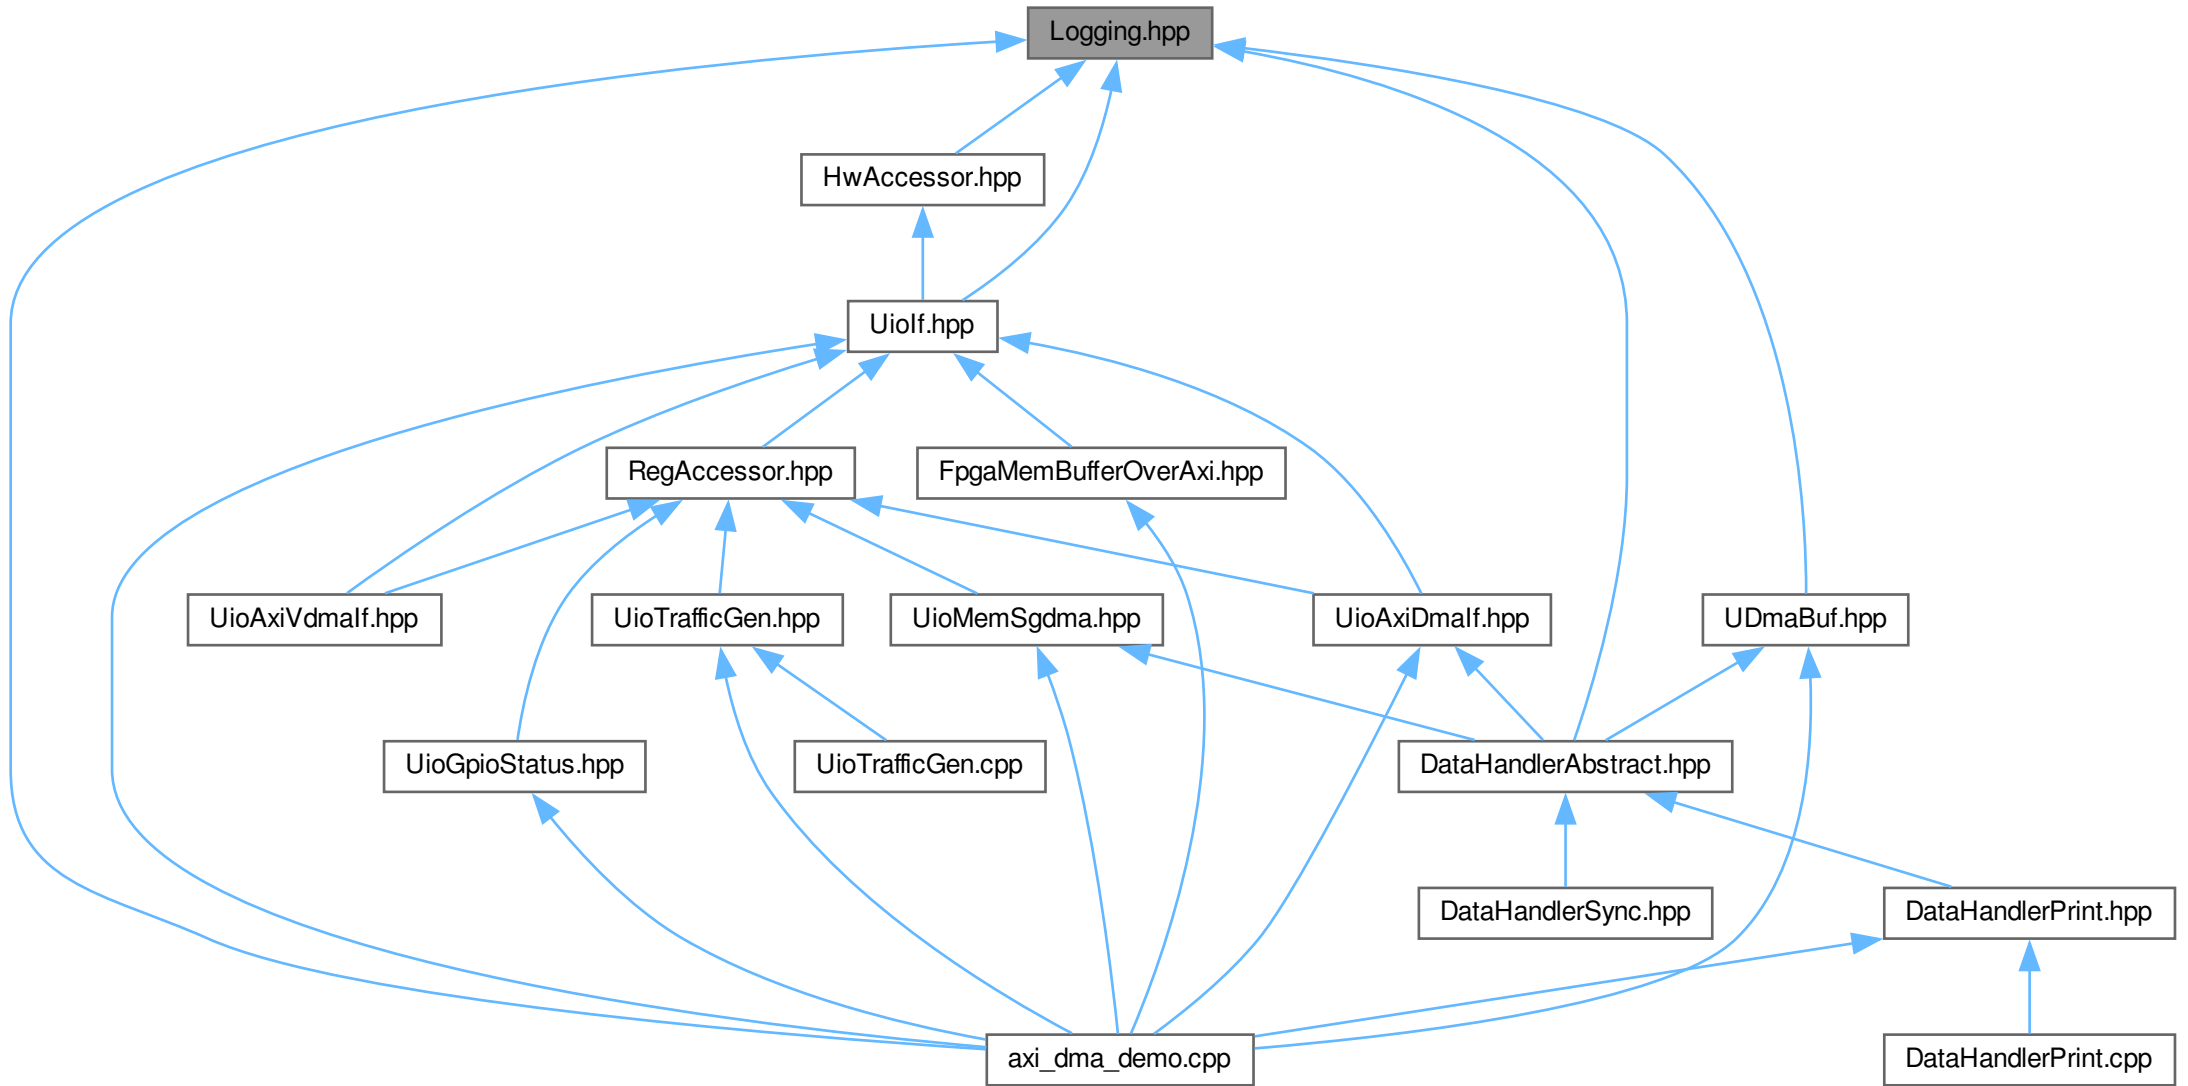 Logging.hpp
HwAccessor.hpp
UioIf.hpp
RegAccessor.hpp
FpgaMemBufferOverAxi.hpp
UioAxiVdmaIf.hpp
UioTrafficGen.hpp
UioMemSgdma.hpp
UioAxiDmaIf.hpp
UDmaBuf.hpp
UioGpioStatus.hpp
UioTrafficGen.cpp
DataHandlerAbstract.hpp
DataHandlerSync.hpp
DataHandlerPrint.hpp
axi_dma_demo.cpp
DataHandlerPrint.cpp